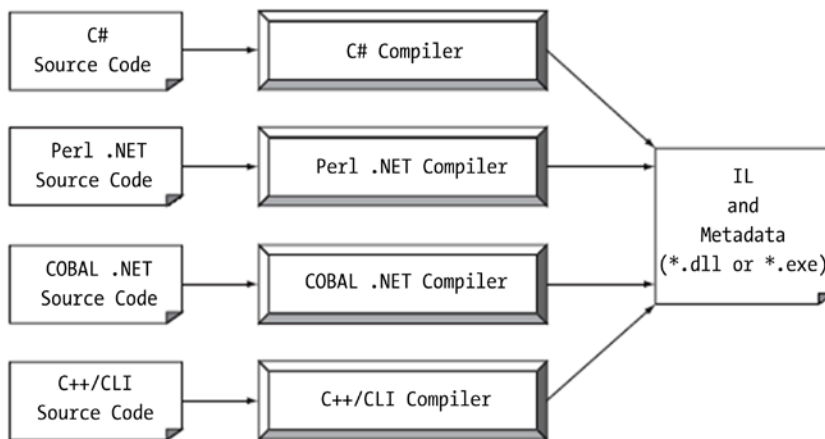 C#
Source Code
C# Compiler
Perl .NET
Source Code
Perl .NET Compiler
COBAL .NET
Source Code
COBAL .NET Compiler
C++/CLI
Source Code
C++/CLI Compiler
IL
and
Metadata
(*.dll or *.exe)